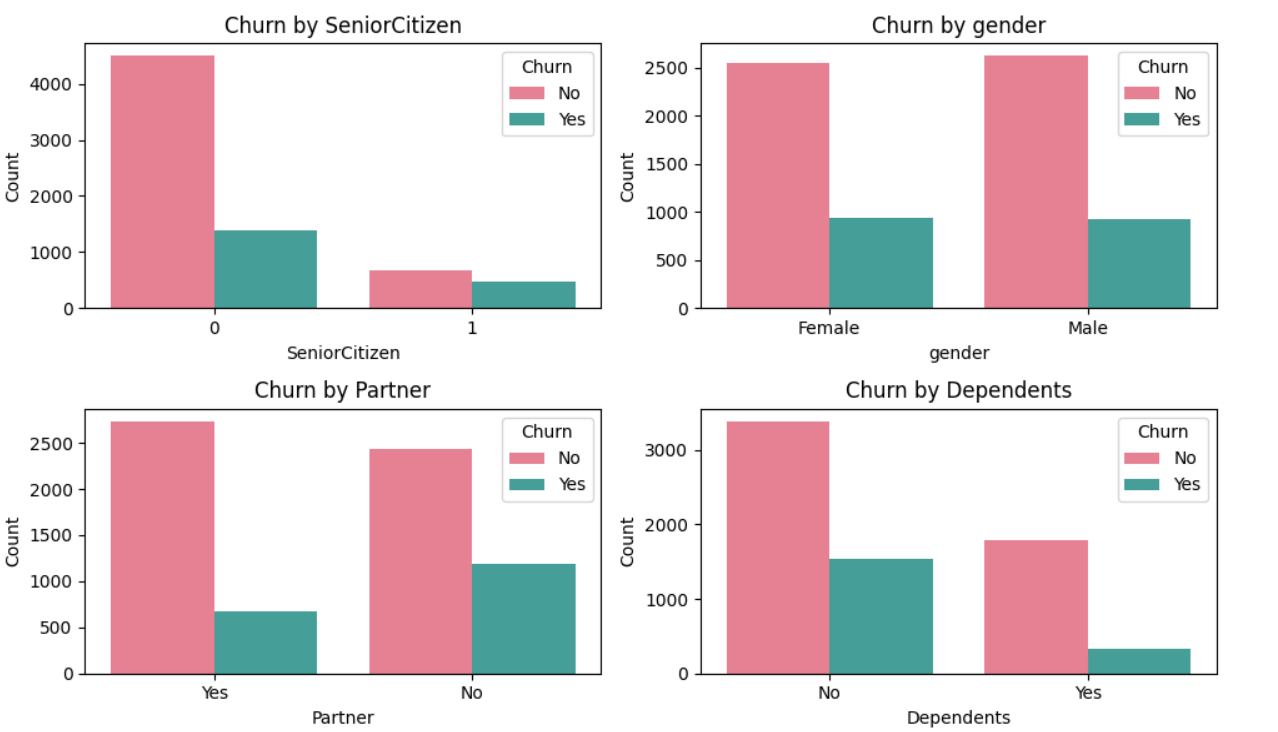 Churn by SeniorCitizen
Count
4000
3000
2000
1000
0
Churn
No
Yes
0
1
SeniorCitizen
Churn by gender
Count
2500
2000
1500
1000
500
0
Churn
No
Yes
Female
Male
gender
Churn by Partner
Count
2500
2000
1500
1000
500
0
Churn
No
Yes
Yes
No
Partner
Churn by Dependents
Count
3000
2000
1000
0
Churn
No
Yes
No
Yes
Dependents